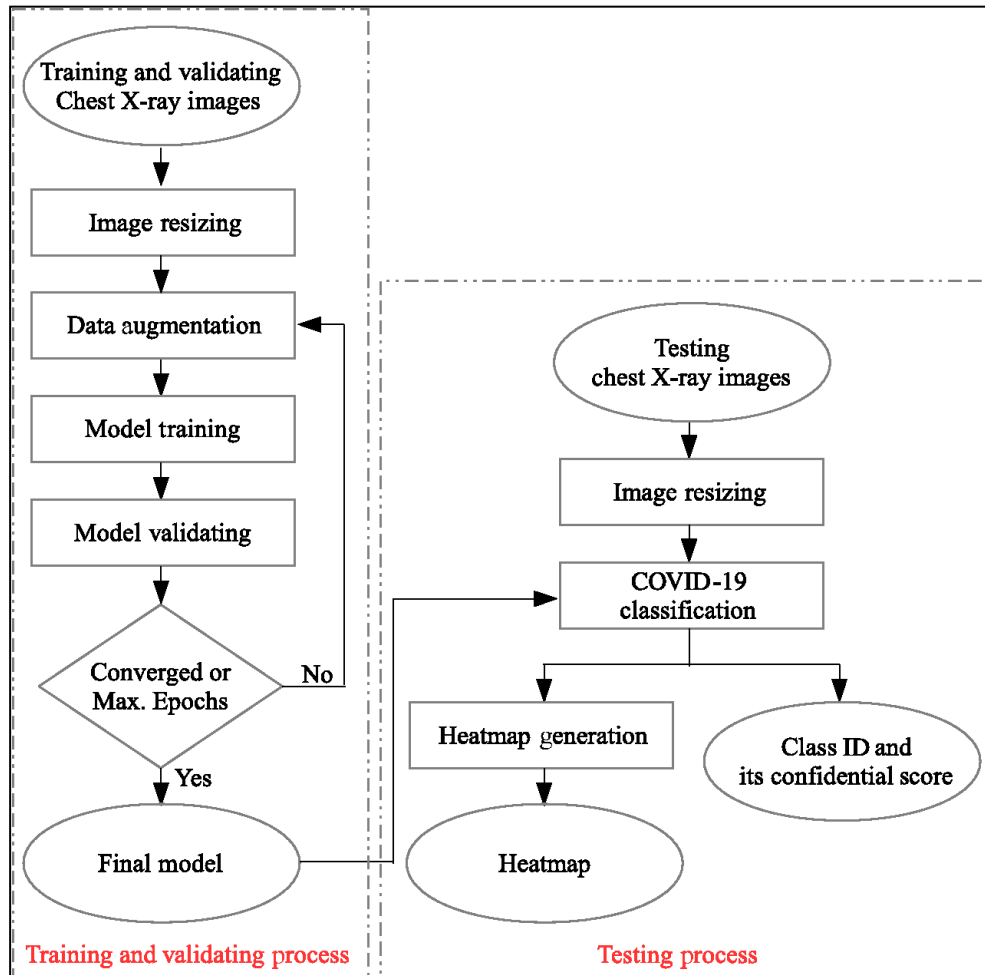 Training and validating
Chest X-ray images
Image resizing
Data augmentation
Model training
Model validating
Converged or
Max. Epochs
No
Yes
Final model
Training and validating process
Testing
chest X-ray images
Image resizing
COVID-19
classification
Heatmap generation
Class ID and
its confidential score
Heatmap
Testing process